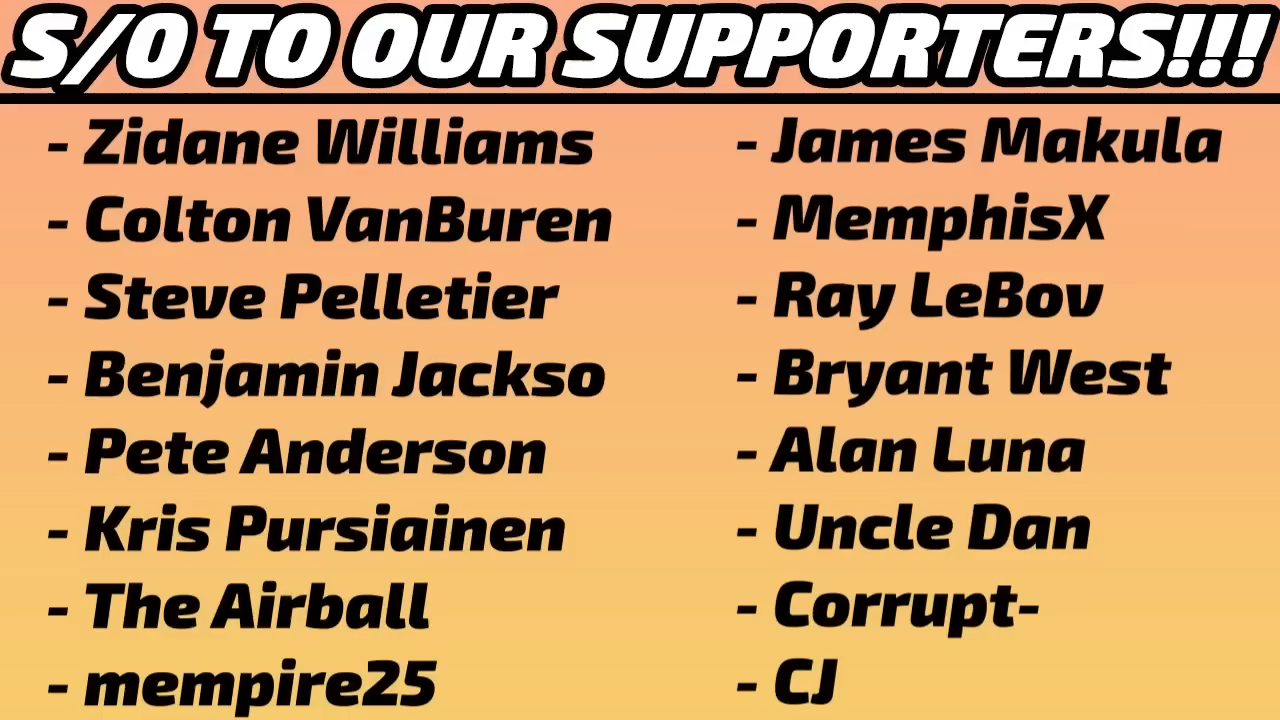 S/O TO OUR SUPPORTERS!!!
- Zidane Williams
- Colton VanBuren
- Steve Pelletier
- Benjamin Jackso
- Pete Anderson
- Kris Pursiainen
- The Airball
- mempire25
- James Makula
- MemphisX
- Ray LeBov
- Bryant West
- Alan Luna
- Uncle Dan
- Corrupt-
- CJ